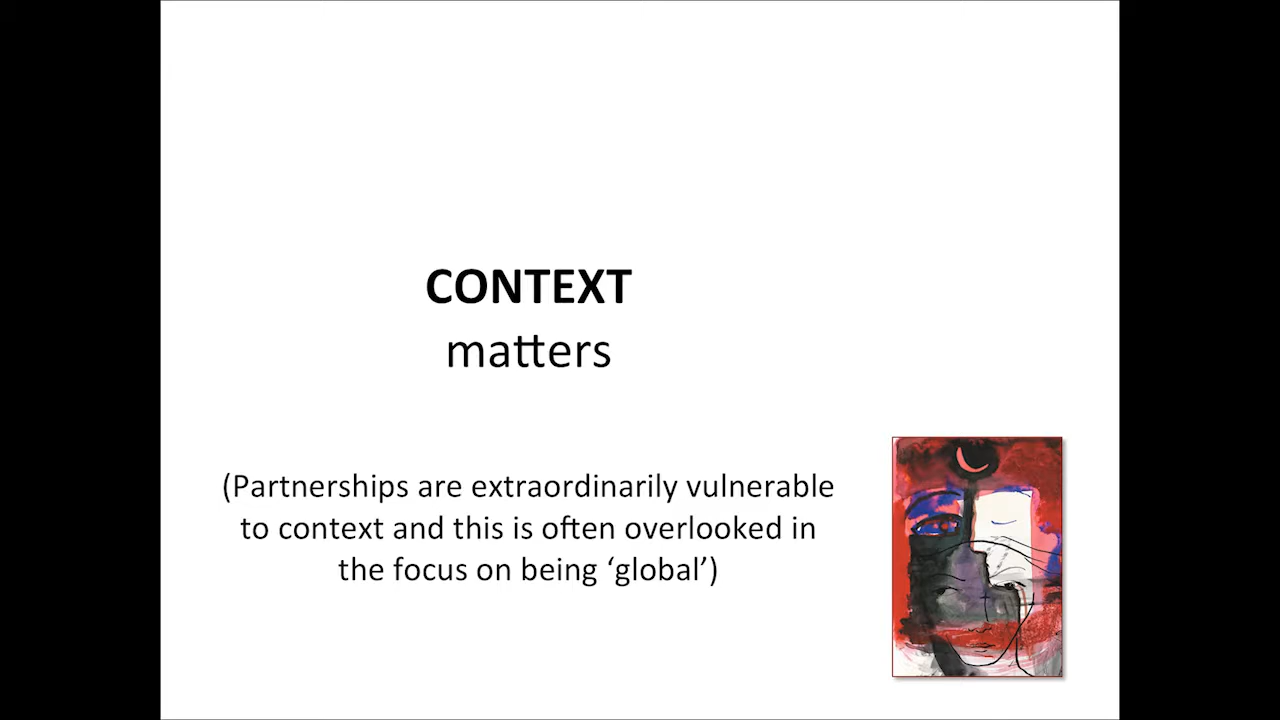 CONTEXT
matters
(Partnerships are extraordinarily vulnerable
to context and this is often overlooked in
the focus on being ‘global’)